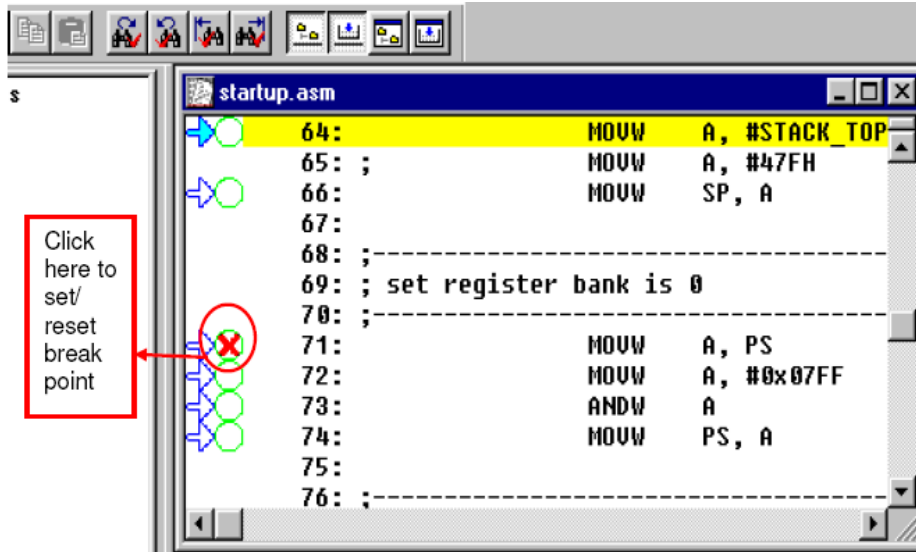 s
startup.asm
64: MOVW A, #STACK_TOP
65: ; MOVW A, #47FH
66: MOVW SP, A
67:
68: ;-----------------------------------
69: ; set register bank is 0
70: ;-----------------------------------
71: MOVW A, PS
72: MOVW A, #0x07FF
73: ANDW A
74: MOVW PS, A
75:
76: ;-----------------------------------
Click
here to
set/
reset
break
point